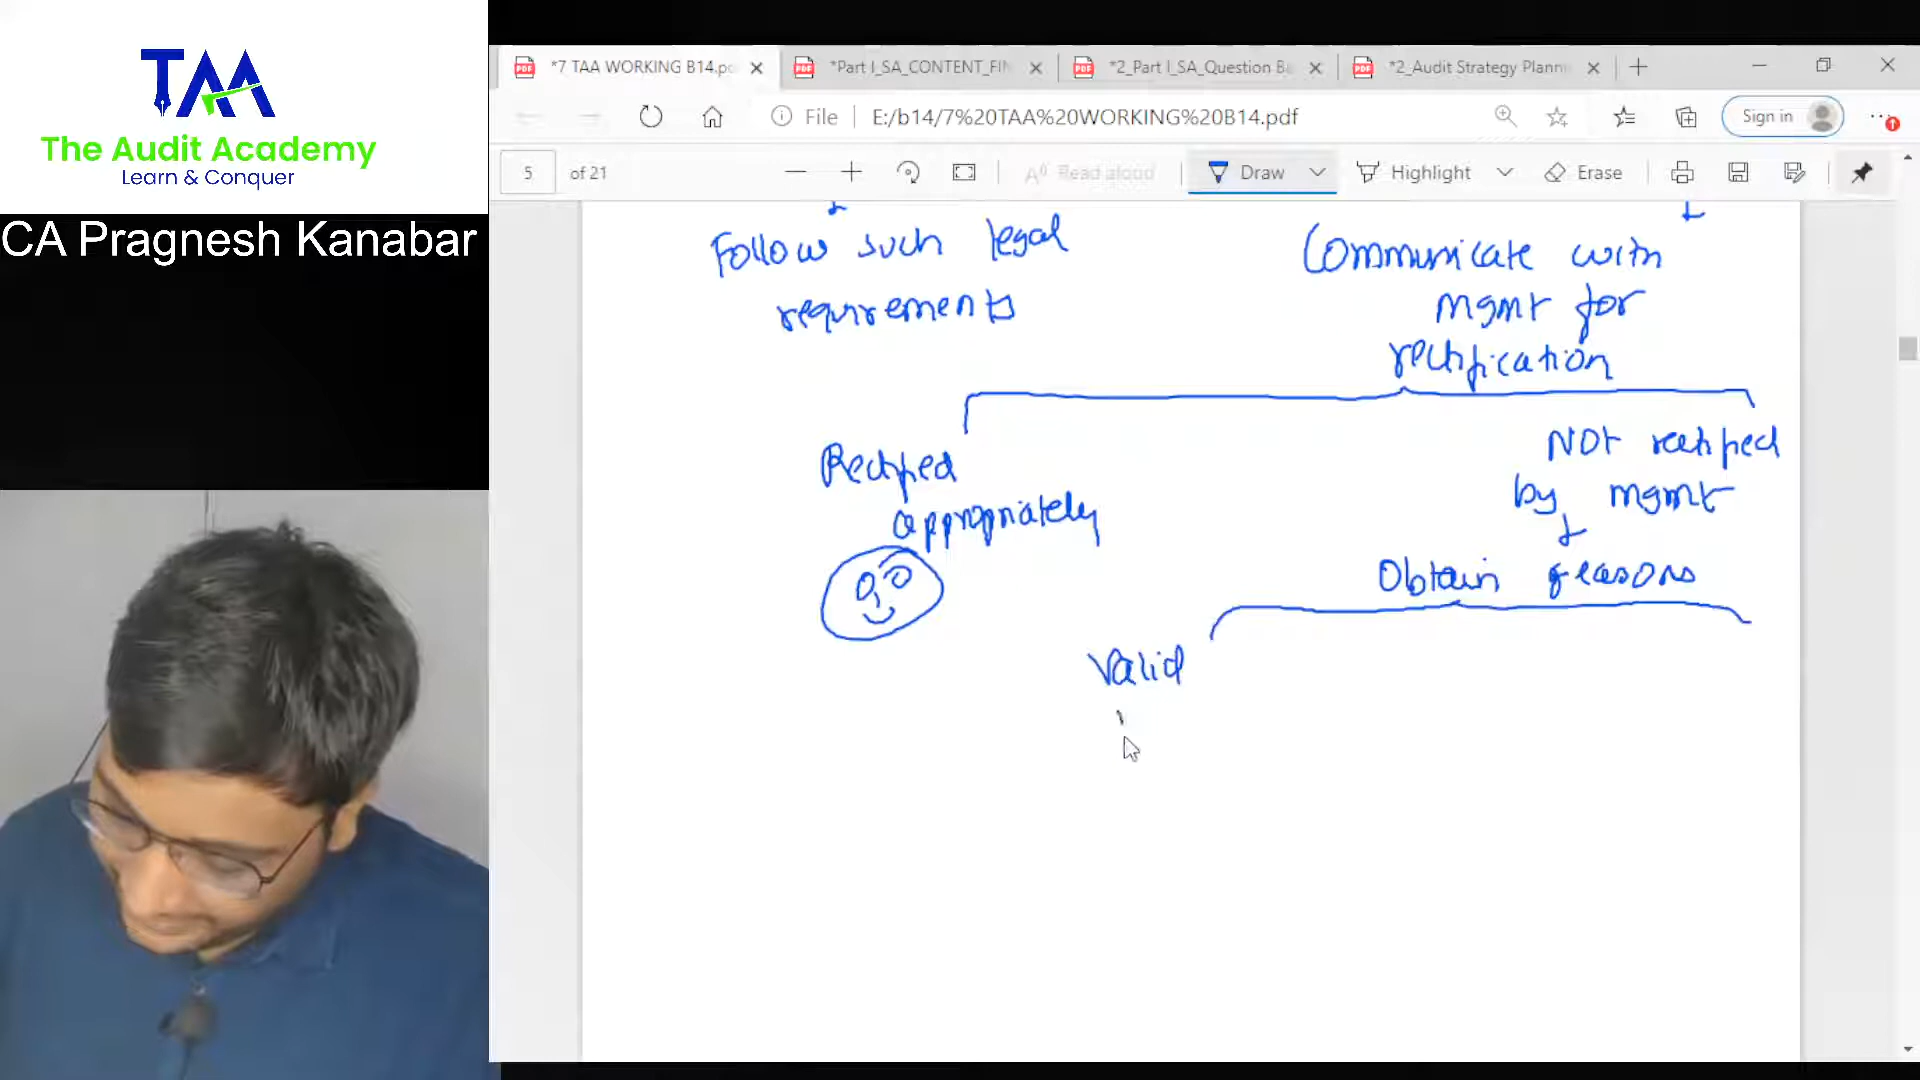 TAA
The Audit Academy
Learn & Conquer
CA Pragnesh Kanabar
*7 TAA WORKING B14.p
*Part I_SA_CONTENT_FIN
*2_Part I_SA_Question Ba
*2_Audit Strategy Plann
File
E:/b14/7%20TAA%20WORKING%20B14.pdf
Sign in
5 of 21
Read aloud
Draw
Highlight
Erase
Follow such legal
requirements
Communicate with
mgmt for
rectification
Rectified
appropriately
NOT rectified
by mgmt
Obtain reasons
Valid